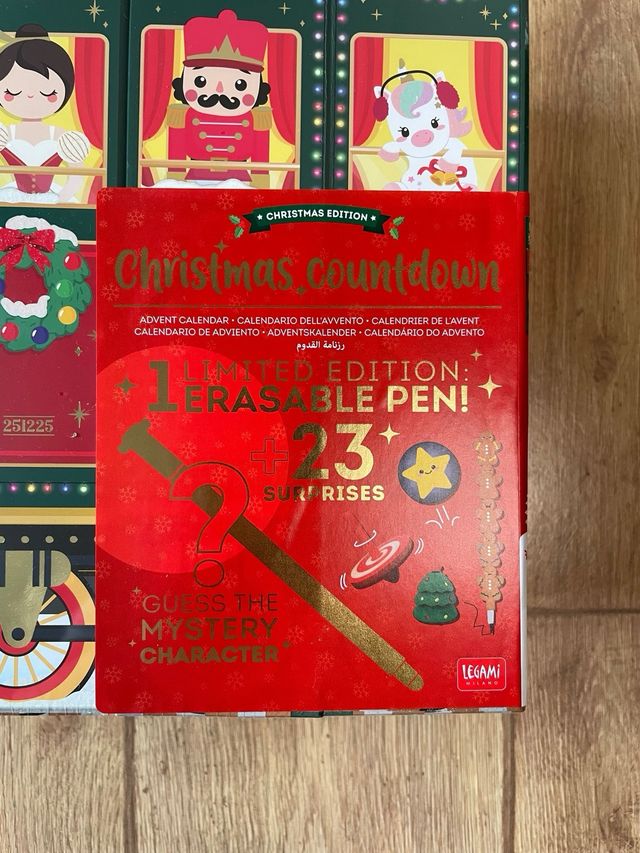 CHRISTMAS EDITION
Christmas countdown
ADVENT CALENDAR • CALENDARIO DELL'AVVENTO • CALENDRIER DE L'AVENT
CALENDARIO DE ADVIENTO • ADVENTSKALENDER • CALENDÁRIO DO ADVENTO
رزنامة القدوم
1 LIMITED EDITION:
ERASABLE PEN!
+23
SURPRISES
251225
?
GUESS THE
MYSTERY
CHARACTER
LEGAMI
MILANO